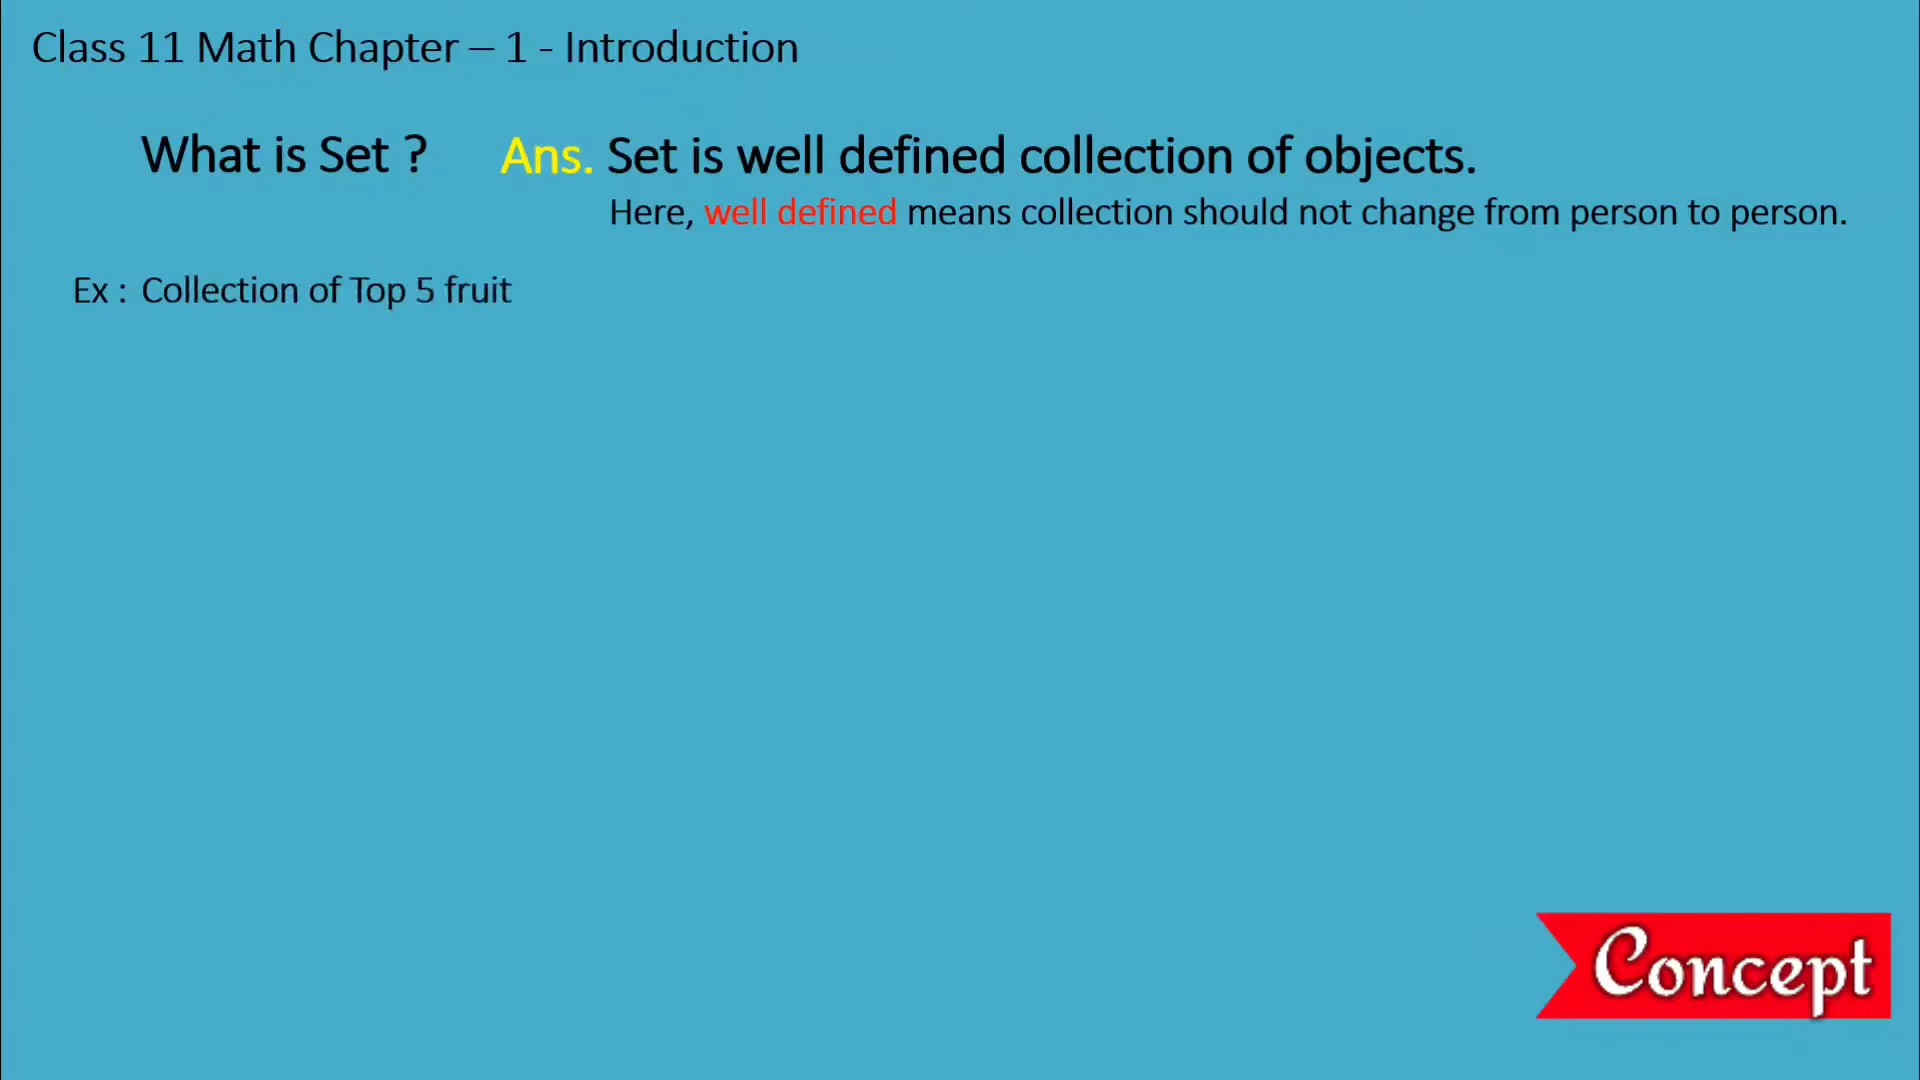 Class 11 Math Chapter – 1 - Introduction
What is Set ? Ans. Set is well defined collection of objects.
Here, well defined means collection should not change from person to person.
Ex : Collection of Top 5 fruit
Concept